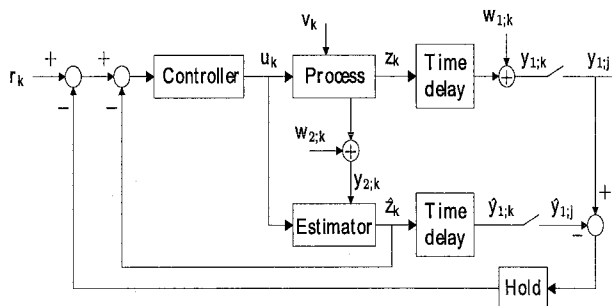 v_k
w_{1;k}
r_k
+
+
Controller
u_k
Process
z_k
Time
delay
+
y_{1;k}
y_{1;j}
−
−
w_{2;k}
+
y_{2;k}
Estimator
ẑ_k
Time
delay
ŷ_{1;k}
ŷ_{1;j}
+
−
Hold